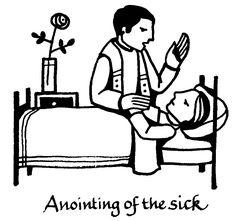 Anointing of the sick